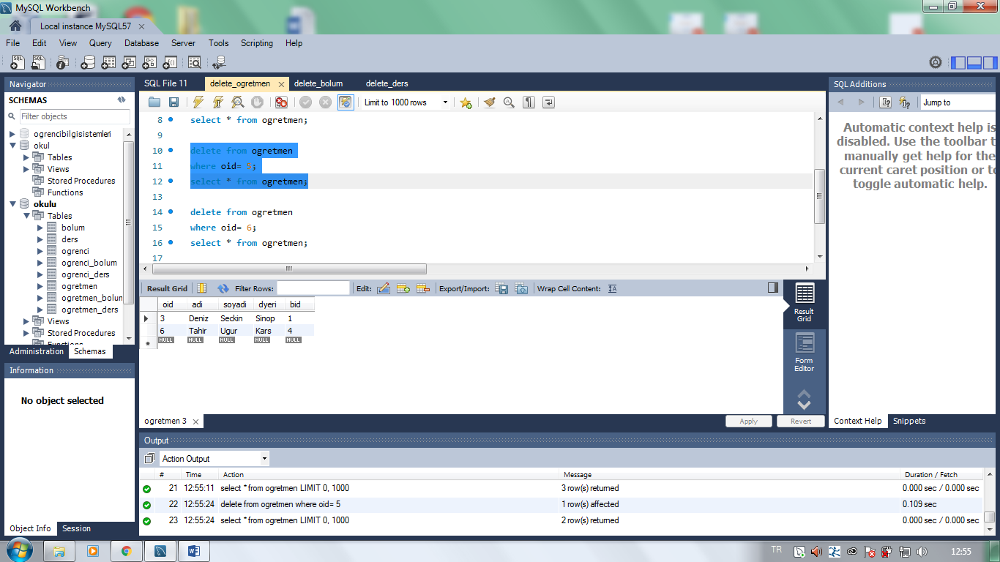 MySQL Workbench
Local instance MySQL57
File Edit View Query Database Server Tools Scripting Help
Navigator
SCHEMAS
Filter objects
ogrencibilgisistemleri
okul
Tables
Views
Stored Procedures
Functions
okulu
Tables
bolum
ders
ogrenci
ogrenci_bolum
ogrenci_ders
ogretmen
ogretmen_bolun
ogretmen_ders
Views
Stored Procedures
Functions
Administration Schemas
Information
No object selected
Object Info Session
SQL File 11 delete_ogretmen delete_bolum delete_ders
Limit to 1000 rows
8 select * from ogretmen;
9
10 delete from ogretmen
11 where oid= 5;
12 select * from ogretmen;
13
14 delete from ogretmen
15 where oid= 6;
16 select * from ogretmen;
17
Result Grid Filter Rows: Edit: Export/Import: Wrap Cell Content:
oid adi soyadi dyeri bid
3 Deniz Seckin Sinop 1
6 Tahir Ugur Kars 4
NULL NULL NULL NULL NULL
Result
Grid
Form
Editor
ogretmen 3
Apply Revert
SQL Additions
Jump to
Automatic context help is
disabled. Use the toolbar t
manually get help for the
current caret position or to
toggle automatic help.
Context Help Snippets
Output
Action Output
# Time Action Message Duration / Fetch
21 12:55:11 select * from ogretmen LIMIT 0, 1000 3 row(s) returned 0.000 sec / 0.000 sec
22 12:55:24 delete from ogretmen where oid= 5 1 row(s) affected 0.109 sec
23 12:55:24 select * from ogretmen LIMIT 0, 1000 2 row(s) returned 0.000 sec / 0.000 sec
TR 12:55